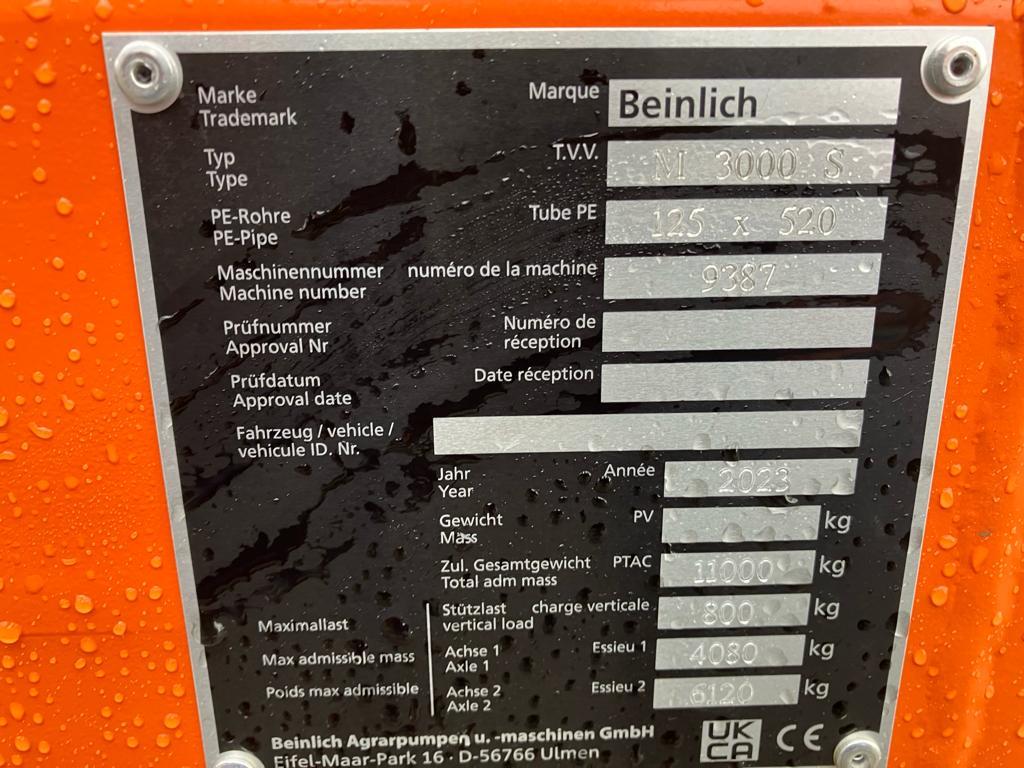 Marke Marque Beinlich
Trademark
Typ T.V.V. M 3000 S
Type
PE-Rohre Tube PE 125 x 520
PE-Pipe
Maschinennummer numéro de la machine 9387
Machine number
Prüfnummer Numéro de
Approval Nr réception
Prüfdatum Date réception
Approval date
Fahrzeug / vehicle /
vehicule ID. Nr.
Jahr Année 2023
Year
Gewicht PV kg
Mass
Zul. Gesamtgewicht PTAC 11000 kg
Total adm mass
Maximallast
Max admissible mass
Poids max admissible
Stützlast charge verticale 800 kg
vertical load
Achse 1 Essieu 1 4080 kg
Axle 1
Achse 2 Essieu 2 6120 kg
Axle 2
Beinlich Agrarpumpen u. -maschinen GmbH
Eifel-Maar-Park 16 · D-56766 Ulmen
UK
CA
CE